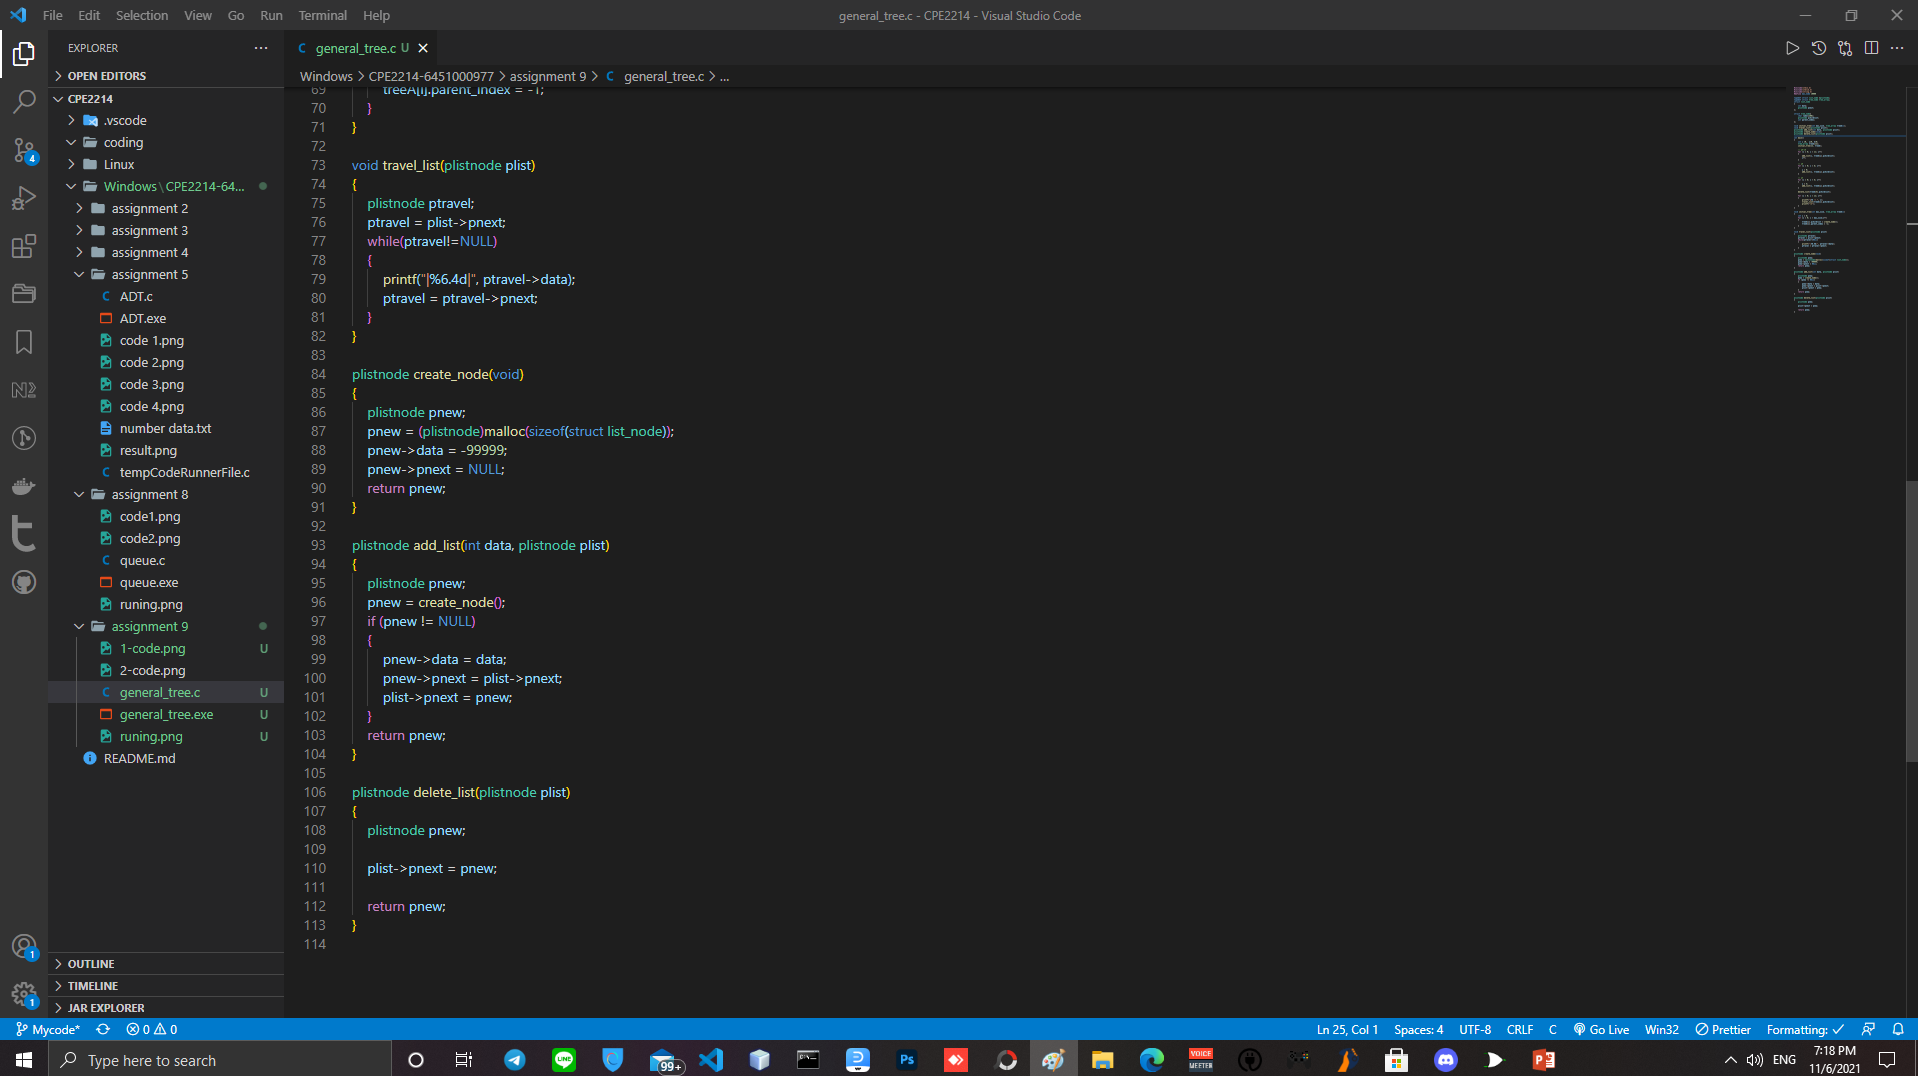 File Edit Selection View Go Run Terminal Help
general_tree.c - CPE2214 - Visual Studio Code
EXPLORER
OPEN EDITORS
CPE2214
.vscode
coding
Linux
Windows\CPE2214-64...
assignment 2
assignment 3
assignment 4
assignment 5
C ADT.c
ADT.exe
code 1.png
code 2.png
code 3.png
code 4.png
number data.txt
result.png
C tempCodeRunnerFile.c
assignment 8
code1.png
code2.png
C queue.c
queue.exe
runing.png
assignment 9
1-code.png U
2-code.png
C general_tree.c U
general_tree.exe U
runing.png U
README.md
OUTLINE
TIMELINE
JAR EXPLORER
4
1
1
C general_tree.c U
Windows > CPE2214-6451000977 > assignment 9 > C general_tree.c > ...
69 treeA[i].parent_index = -1;
70 }
71 }
72
73 void travel_list(plistnode plist)
74 {
75 plistnode ptravel;
76 ptravel = plist->pnext;
77 while(ptravel!=NULL)
78 {
79 printf("|%6.4d|", ptravel->data);
80 ptravel = ptravel->pnext;
81 }
82 }
83
84 plistnode create_node(void)
85 {
86 plistnode pnew;
87 pnew = (plistnode)malloc(sizeof(struct list_node));
88 pnew->data = -99999;
89 pnew->pnext = NULL;
90 return pnew;
91 }
92
93 plistnode add_list(int data, plistnode plist)
94 {
95 plistnode pnew;
96 pnew = create_node();
97 if (pnew != NULL)
98 {
99 pnew->data = data;
100 pnew->pnext = plist->pnext;
101 plist->pnext = pnew;
102 }
103 return pnew;
104 }
105
106 plistnode delete_list(plistnode plist)
107 {
108 plistnode pnew;
109
110 plist->pnext = pnew;
111
112 return pnew;
113 }
114
Mycode* 0 0
Ln 25, Col 1 Spaces: 4 UTF-8 CRLF C Go Live Win32 Prettier Formatting:
Type here to search
LINE
99+
Ps
VOICE
MEETER
ENG
7:18 PM
11/6/2021